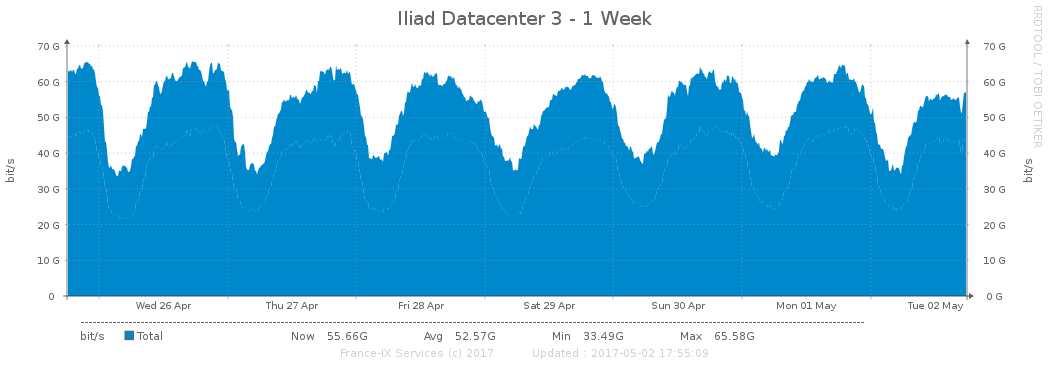 Iliad Datacenter 3 - 1 Week
RRDTOOL / TOBI OETIKER
bit/s
70 G 70 G
60 G 60 G
50 G 50 G
40 G 40 G
30 G 30 G
20 G 20 G
10 G 10 G
0 0 G
bit/s
Wed 26 Apr Thu 27 Apr Fri 28 Apr Sat 29 Apr Sun 30 Apr Mon 01 May Tue 02 May
bit/s Total Now 55.66G Avg 52.57G Min 33.49G Max 65.58G
France-IX Services (c) 2017 Updated : 2017-05-02 17:55:09